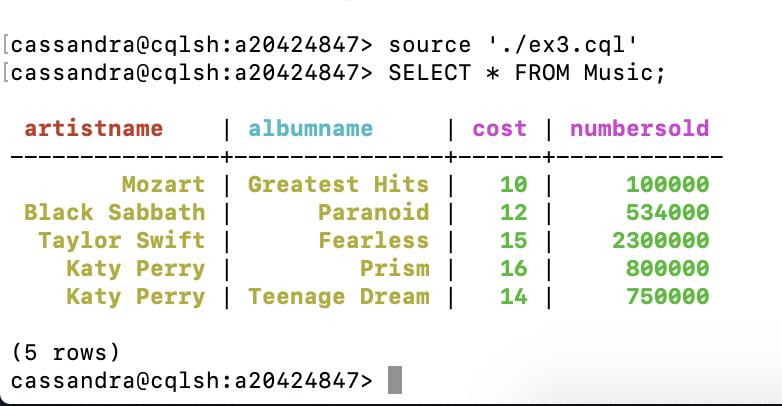 [cassandra@cqlsh:a20424847> source './ex3.cql'
[cassandra@cqlsh:a20424847> SELECT * FROM Music;
 artistname    | albumname     | cost | numbersold
---------------+---------------+------+------------
        Mozart | Greatest Hits |   10 |     100000
 Black Sabbath |      Paranoid |   12 |     534000
  Taylor Swift |      Fearless |   15 |    2300000
    Katy Perry |         Prism |   16 |     800000
    Katy Perry | Teenage Dream |   14 |     750000
(5 rows)
cassandra@cqlsh:a20424847>